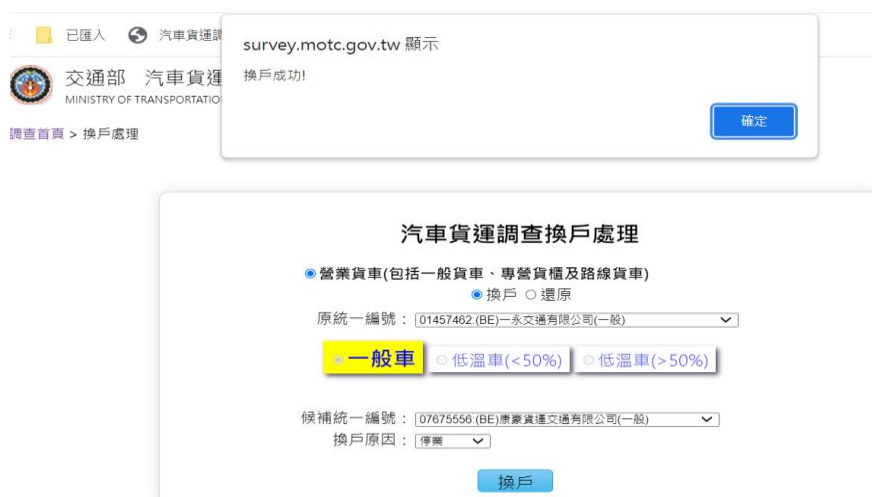 已匯入 汽車貨運調
survey.motc.gov.tw 顯示
換戶成功!
確定
交通部 汽車貨運
MINISTRY OF TRANSPORTATIO
調查首頁 > 換戶處理
汽車貨運調查換戶處理
營業貨車(包括一般貨車、專營貨櫃及路線貨車)
換戶 還原
原統一編號： 01457462:(BE)一永交通有限公司(一般)
一般車 低溫車(<50%) 低溫車(>50%)
候補統一編號： 07675556:(BE)康豪貨運交通有限公司(一般)
換戶原因： 停業
換戶